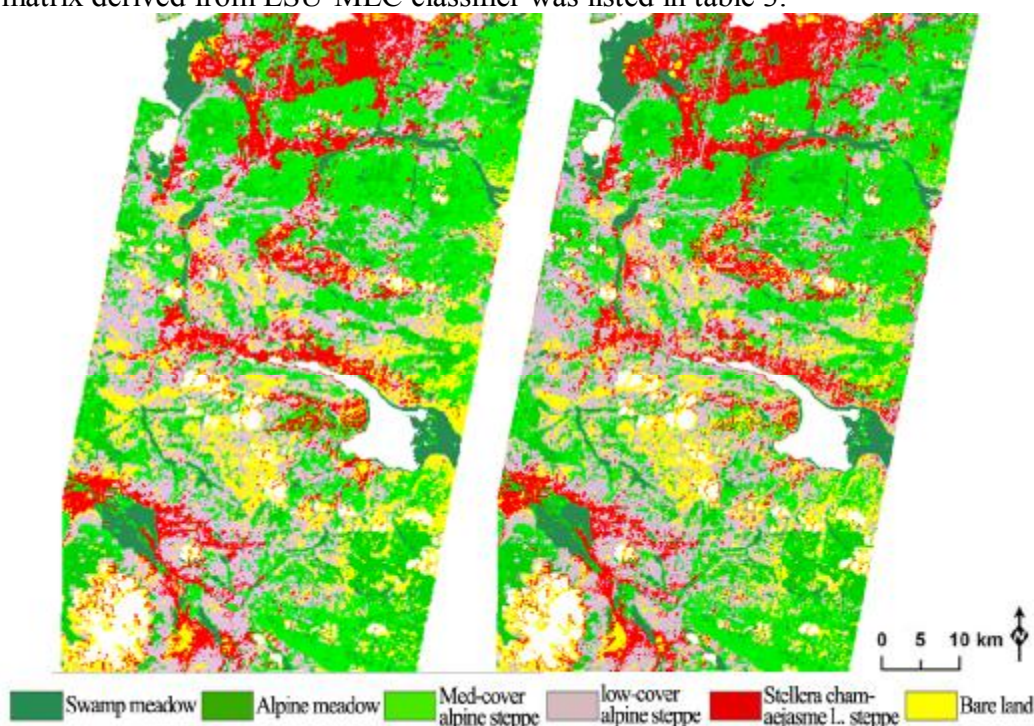 matrix derived from LSU-MLC classifier was listed in table 3.
0 5 10 km
N
Swamp meadow Alpine meadow Med-cover alpine steppe low-cover alpine steppe Stellera cham-aejasme L. steppe Bare land